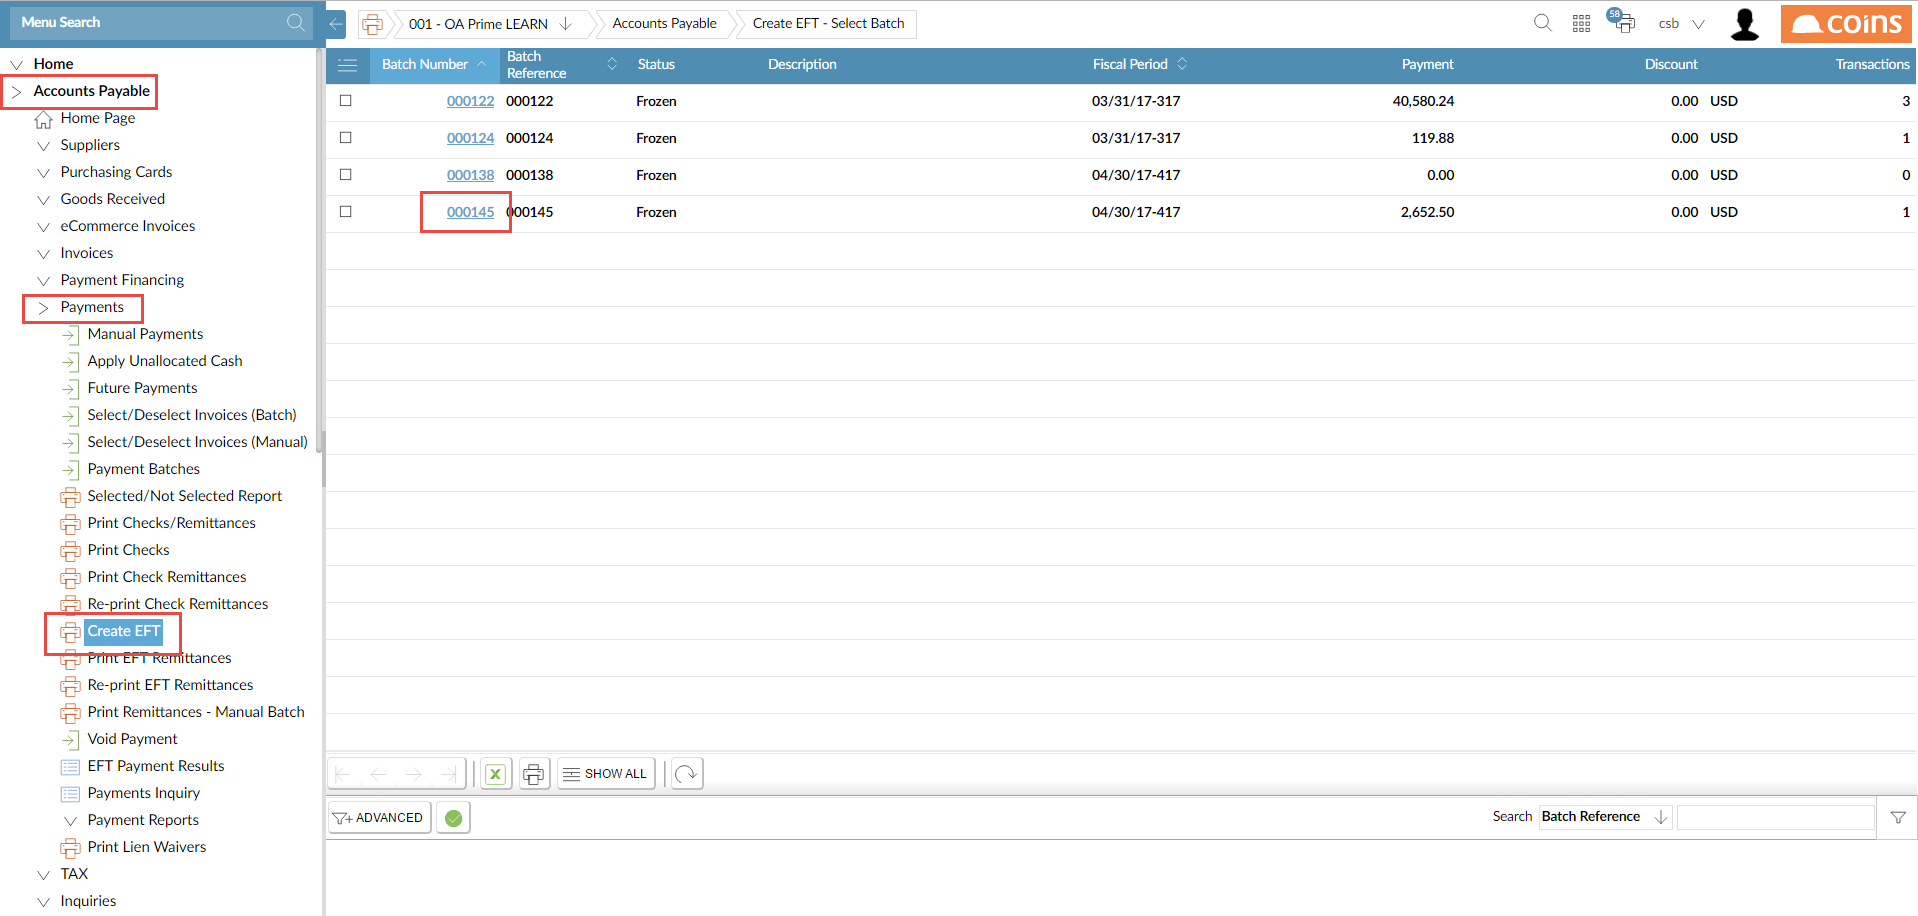 Menu Search
001 - OA Prime LEARN
Accounts Payable
Create EFT - Select Batch
58
csb
coins
Home
Accounts Payable
Home Page
Suppliers
Purchasing Cards
Goods Received
eCommerce Invoices
Invoices
Payment Financing
Payments
Manual Payments
Apply Unallocated Cash
Future Payments
Select/Deselect Invoices (Batch)
Select/Deselect Invoices (Manual)
Payment Batches
Selected/Not Selected Report
Print Checks/Remittances
Print Checks
Print Check Remittances
Re-print Check Remittances
Create EFT
Print EFT Remittances
Re-print EFT Remittances
Print Remittances - Manual Batch
Void Payment
EFT Payment Results
Payments Inquiry
Payment Reports
Print Lien Waivers
TAX
Inquiries
Batch Number Batch Reference Status Description Fiscal Period Payment Discount Transactions
000122 000122 Frozen 03/31/17-317 40,580.24 0.00 USD 3
000124 000124 Frozen 03/31/17-317 119.88 0.00 USD 1
000138 000138 Frozen 04/30/17-417 0.00 0.00 USD 0
000145 000145 Frozen 04/30/17-417 2,652.50 0.00 USD 1
SHOW ALL
ADVANCED
Search Batch Reference